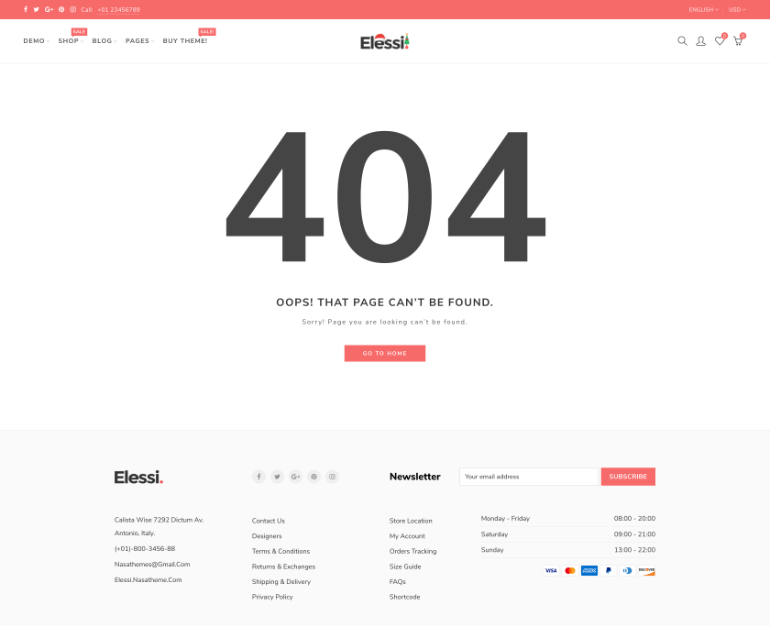 Call: +01 23456789
ENGLISH
USD
SALE
SALE!
DEMO SHOP BLOG PAGES BUY THEME!
Elessi
0
0
404
OOPS! THAT PAGE CAN'T BE FOUND.
Sorry! Page you are looking can't be found.
GO TO HOME
Elessi.
Newsletter
Your email address
SUBSCRIBE
Calista Wise 7292 Dictum Av.
Antonio, Italy.
(+01)-800-3456-88
Nasathemes@Gmail.Com
Elessi.Nasatheme.Com
Contact Us
Designers
Terms & Conditions
Returns & Exchanges
Shipping & Delivery
Privacy Policy
Store Location
My Account
Orders Tracking
Size Guide
FAQs
Shortcode
Monday - Friday 08:00 - 20:00
Saturday 09:00 - 21:00
Sunday 13:00 - 22:00
VISA
DISCOVER